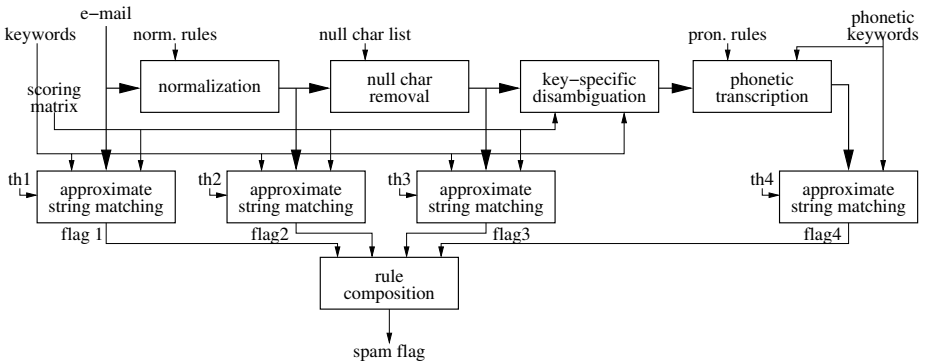 e-mail
keywords
norm. rules
null char list
pron. rules
phonetic
keywords
scoring
matrix
normalization
null char
removal
key-specific
disambiguation
phonetic
transcription
th1
approximate
string matching
th2
approximate
string matching
th3
approximate
string matching
th4
approximate
string matching
flag 1
flag2
flag3
flag4
rule
composition
spam flag